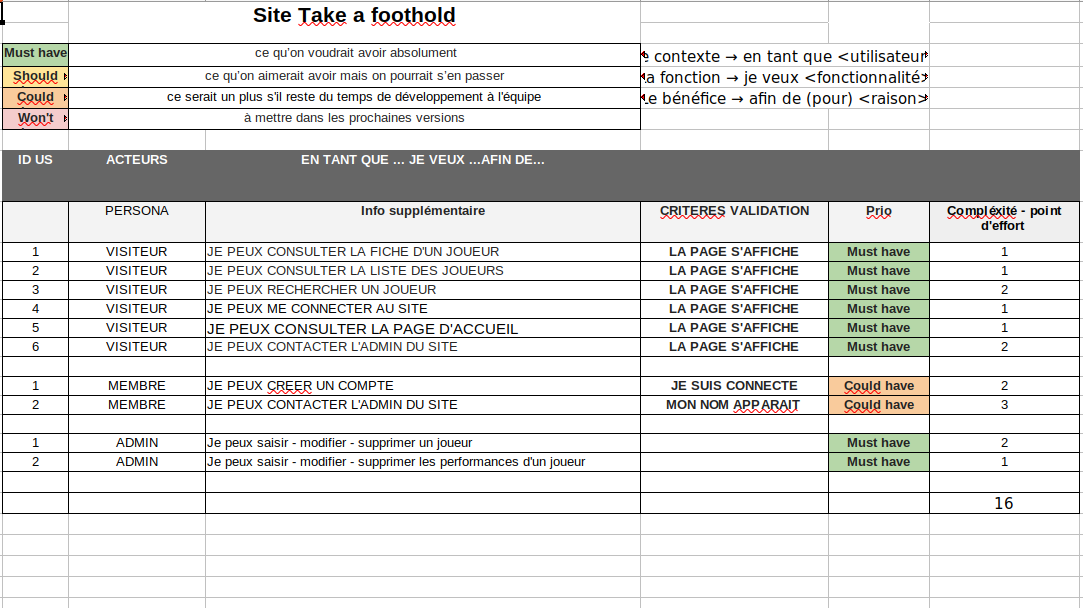 Site Take a foothold
Must have ce qu'on voudrait avoir absolument contexte → en tant que <utilisateur
Should ce qu'on aimerait avoir mais on pourrait s'en passer a fonction → je veux <fonctionnalité>
Could ce serait un plus s'il reste du temps de développement à l'équipe e bénéfice → afin de (pour) <raison>
Won't à mettre dans les prochaines versions
ID US ACTEURS EN TANT QUE ... JE VEUX ...AFIN DE...
PERSONA Info supplémentaire CRITERES VALIDATION Prio Compléxité - point
d'effort
1 VISITEUR JE PEUX CONSULTER LA FICHE D'UN JOUEUR LA PAGE S'AFFICHE Must have 1
2 VISITEUR JE PEUX CONSULTER LA LISTE DES JOUEURS LA PAGE S'AFFICHE Must have 1
3 VISITEUR JE PEUX RECHERCHER UN JOUEUR LA PAGE S'AFFICHE Must have 2
4 VISITEUR JE PEUX ME CONNECTER AU SITE LA PAGE S'AFFICHE Must have 1
5 VISITEUR JE PEUX CONSULTER LA PAGE D'ACCUEIL LA PAGE S'AFFICHE Must have 1
6 VISITEUR JE PEUX CONTACTER L'ADMIN DU SITE LA PAGE S'AFFICHE Must have 2
1 MEMBRE JE PEUX CREER UN COMPTE JE SUIS CONNECTE Could have 2
2 MEMBRE JE PEUX CONTACTER L'ADMIN DU SITE MON NOM APPARAIT Could have 3
1 ADMIN Je peux saisir - modifier - supprimer un joueur Must have 2
2 ADMIN Je peux saisir - modifier - supprimer les performances d'un joueur Must have 1
16